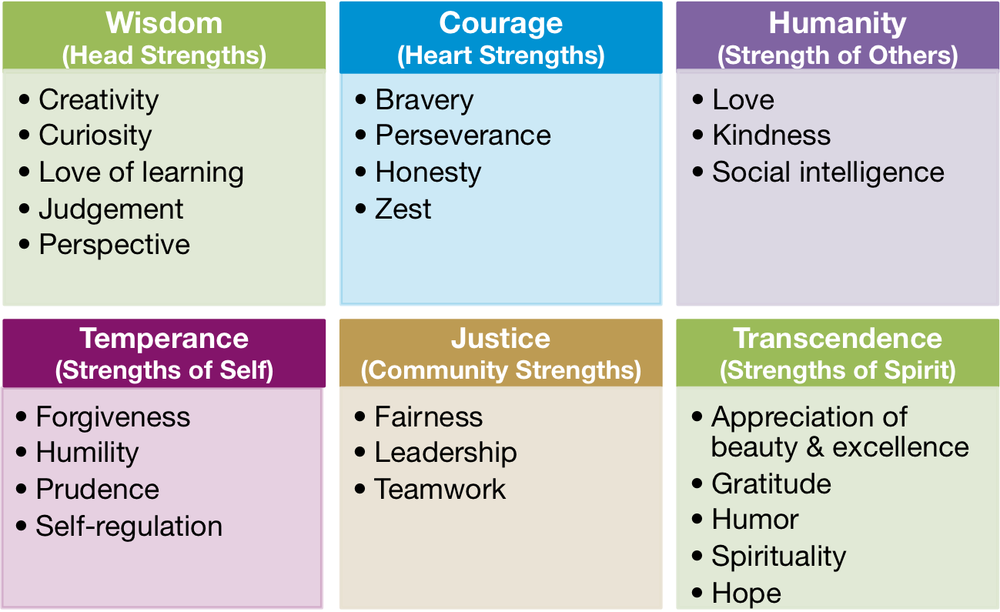 Wisdom
(Head Strengths)
• Creativity
• Curiosity
• Love of learning
• Judgement
• Perspective
Courage
(Heart Strengths)
• Bravery
• Perseverance
• Honesty
• Zest
Humanity
(Strength of Others)
• Love
• Kindness
• Social intelligence
Temperance
(Strengths of Self)
• Forgiveness
• Humility
• Prudence
• Self-regulation
Justice
(Community Strengths)
• Fairness
• Leadership
• Teamwork
Transcendence
(Strengths of Spirit)
• Appreciation of
beauty & excellence
• Gratitude
• Humor
• Spirituality
• Hope